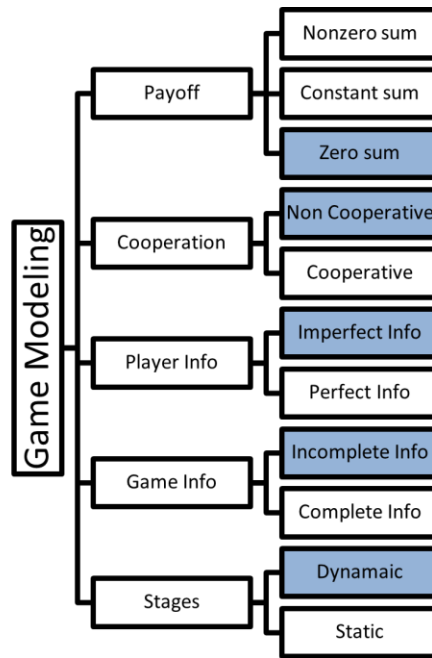 Game Modeling
Payoff
Nonzero sum
Constant sum
Zero sum
Cooperation
Non Cooperative
Cooperative
Player Info
Imperfect Info
Perfect Info
Game Info
Incomplete Info
Complete Info
Stages
Dynamaic
Static